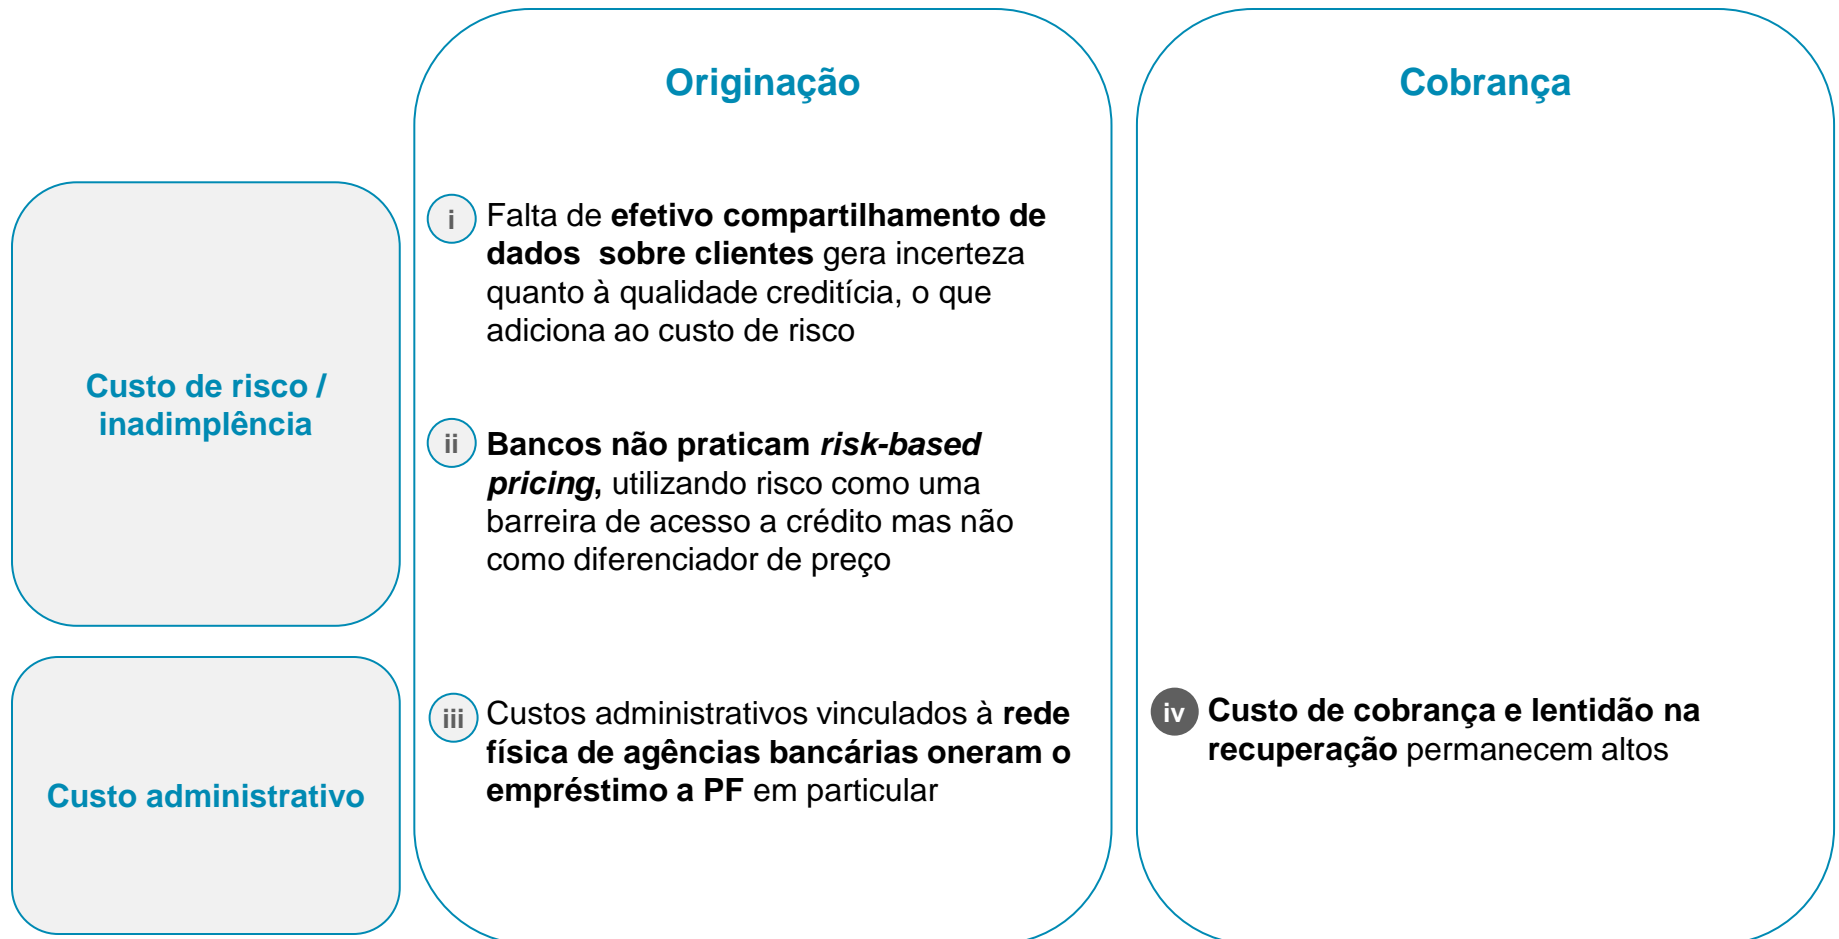 Originação
Cobrança
Custo de risco /
inadimplência
i
Falta de efetivo compartilhamento de
dados  sobre clientes gera incerteza
quanto à qualidade creditícia, o que
adiciona ao custo de risco
ii
Bancos não praticam risk-based
pricing, utilizando risco como uma
barreira de acesso a crédito mas não
como diferenciador de preço
Custo administrativo
iii
Custos administrativos vinculados à rede
física de agências bancárias oneram o
empréstimo a PF em particular
iv
Custo de cobrança e lentidão na
recuperação permanecem altos